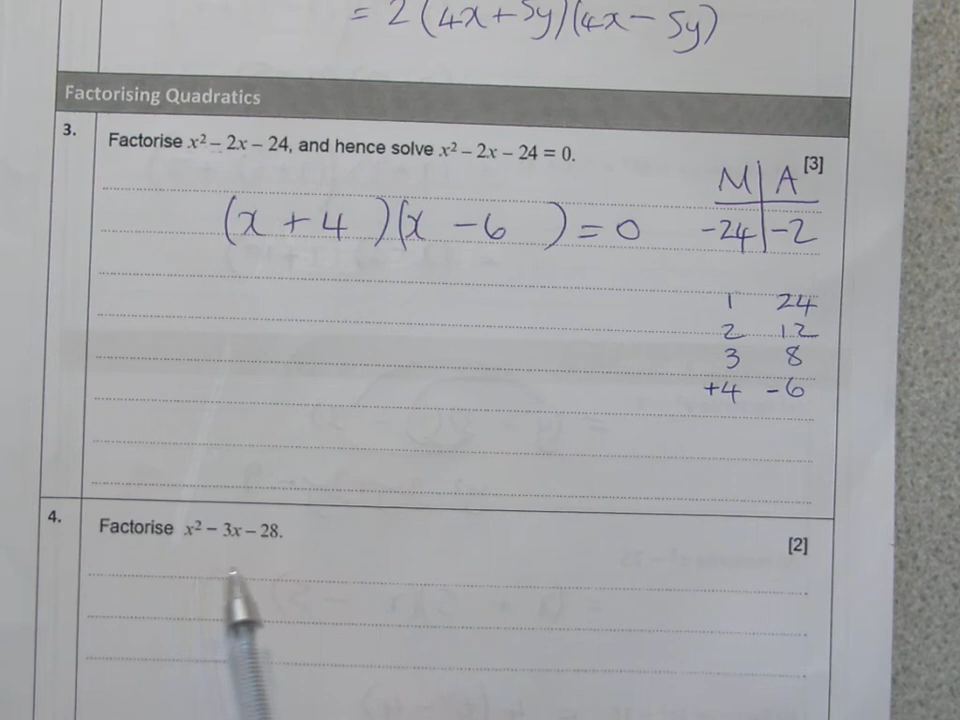 = 2 (4x + 5y)(4x - 5y)
Factorising Quadratics
3. Factorise x² – 2x – 24, and hence solve x² – 2x – 24 = 0. [3]
M | A
(x + 4 )(x - 6 ) = 0 -24 | -2
1 24
2 12
3 8
+4 -6
4. Factorise x² – 3x – 28. [2]